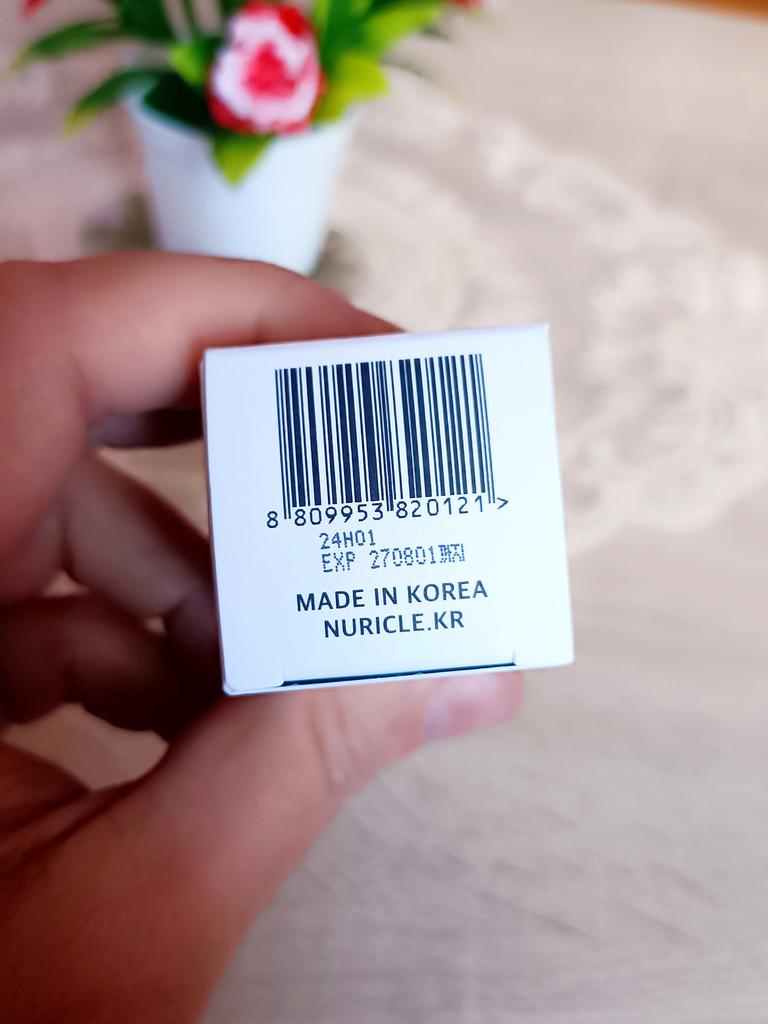 8 809953 820121 >
24H01
EXP 270801까지
MADE IN KOREA
NURICLE.KR